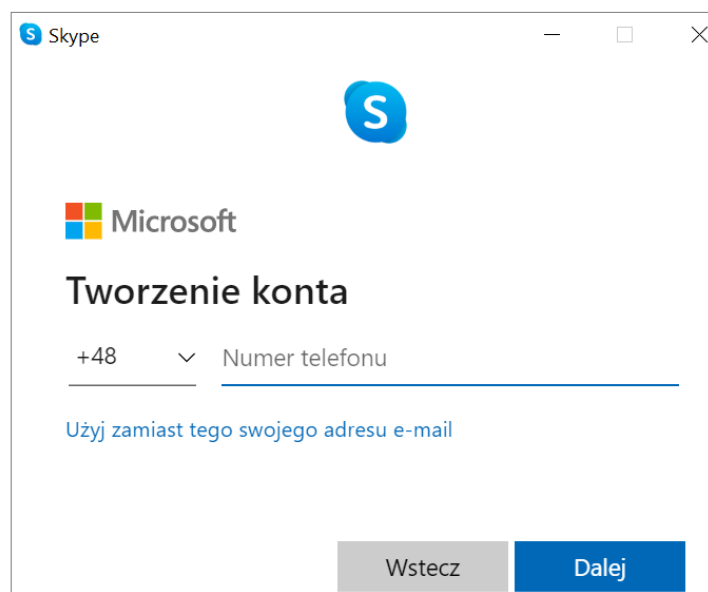 Skype
S
Microsoft
Tworzenie konta
+48 Numer telefonu
Użyj zamiast tego swojego adresu e-mail
Wstecz Dalej